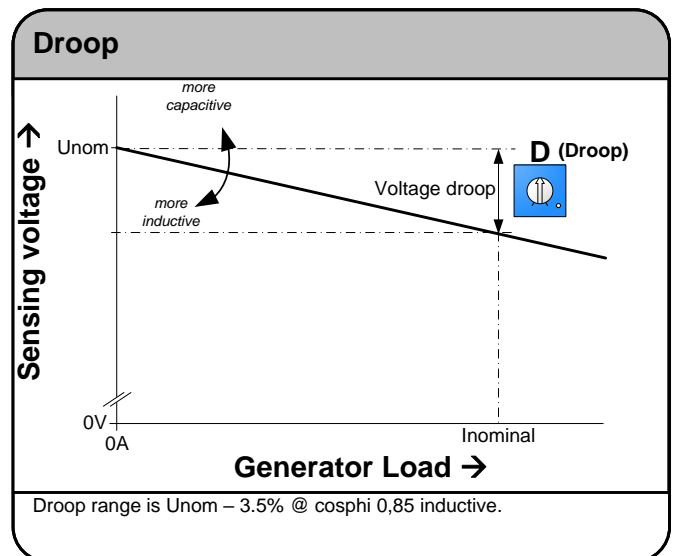 Droop
more
capacitive
Unom
D (Droop)
Voltage droop
more
inductive
Sensing voltage →
0V
0A
Inominal
Generator Load →
Droop range is Unom – 3.5% @ cosphi 0,85 inductive.